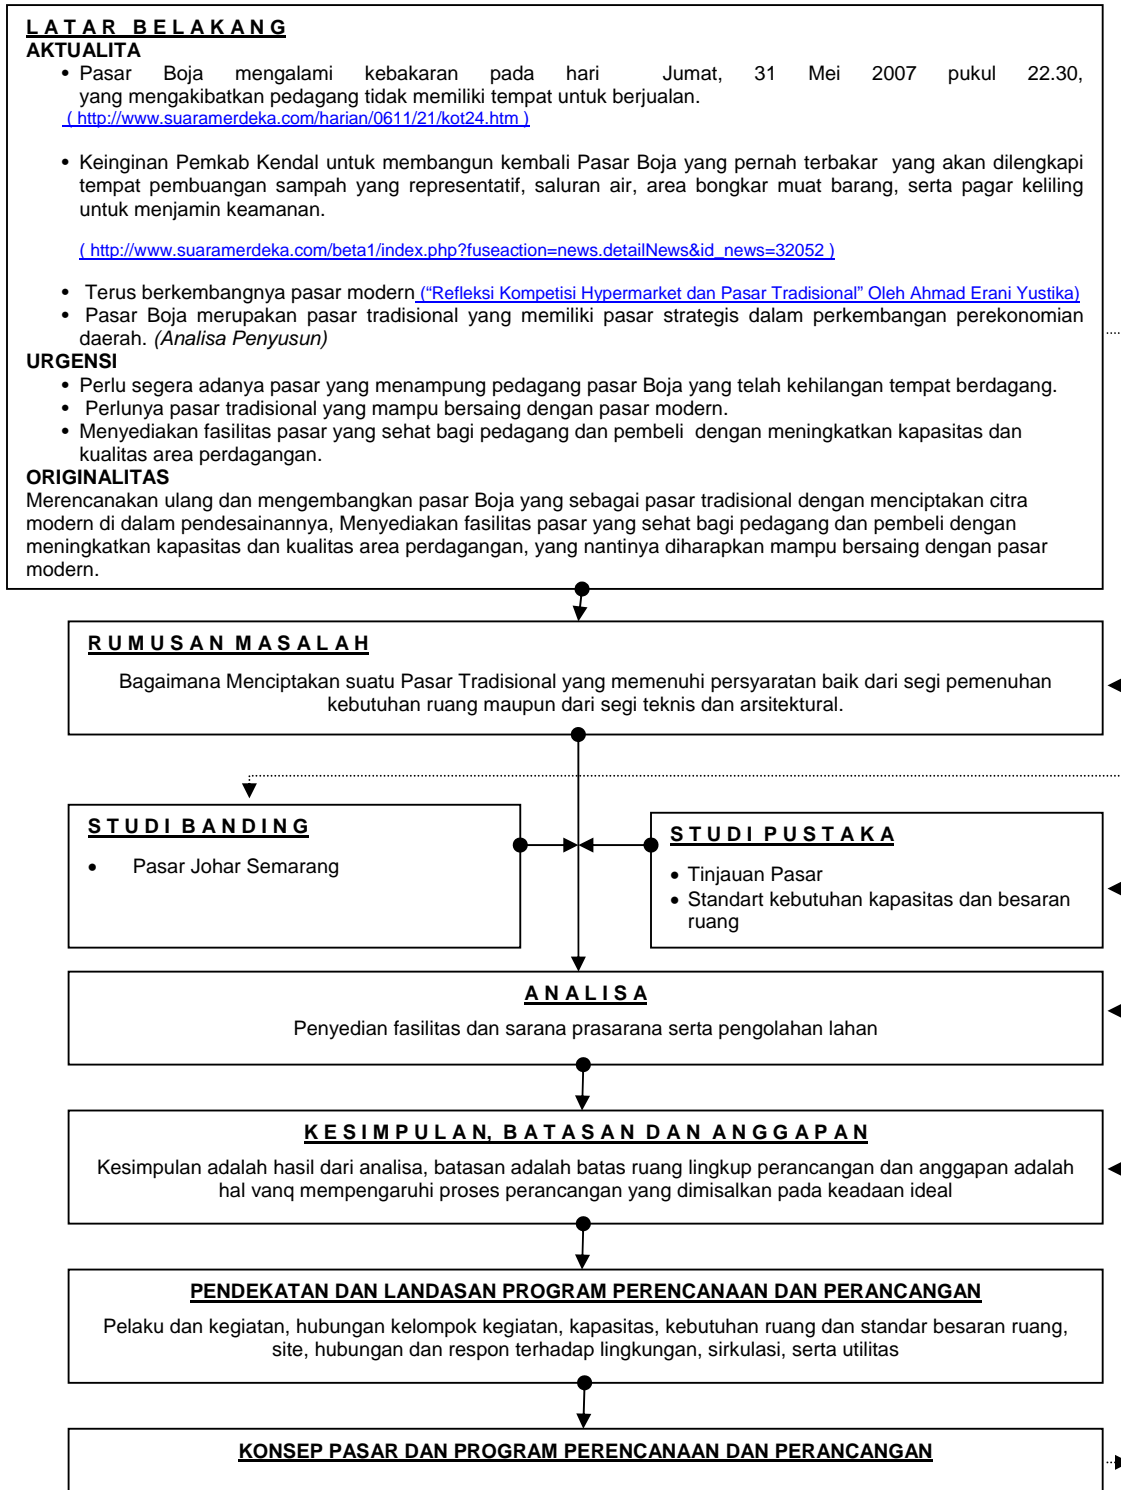 LATAR BELAKANG
AKTUALITA
• Pasar Boja mengalami kebakaran pada hari Jumat, 31 Mei 2007 pukul 22.30,
yang mengakibatkan pedagang tidak memiliki tempat untuk berjualan.
( http://www.suaramerdeka.com/harian/0611/21/kot24.htm )
• Keinginan Pemkab Kendal untuk membangun kembali Pasar Boja yang pernah terbakar yang akan dilengkapi
tempat pembuangan sampah yang representatif, saluran air, area bongkar muat barang, serta pagar keliling
untuk menjamin keamanan.
( http://www.suaramerdeka.com/beta1/index.php?fuseaction=news.detailNews&id_news=32052 )
• Terus berkembangnya pasar modern (“Refleksi Kompetisi Hypermarket dan Pasar Tradisional” Oleh Ahmad Erani Yustika)
• Pasar Boja merupakan pasar tradisional yang memiliki pasar strategis dalam perkembangan perekonomian
daerah. (Analisa Penyusun)
URGENSI
• Perlu segera adanya pasar yang menampung pedagang pasar Boja yang telah kehilangan tempat berdagang.
• Perlunya pasar tradisional yang mampu bersaing dengan pasar modern.
• Menyediakan fasilitas pasar yang sehat bagi pedagang dan pembeli dengan meningkatkan kapasitas dan
kualitas area perdagangan.
ORIGINALITAS
Merencanakan ulang dan mengembangkan pasar Boja yang sebagai pasar tradisional dengan menciptakan citra
modern di dalam pendesainannya, Menyediakan fasilitas pasar yang sehat bagi pedagang dan pembeli dengan
meningkatkan kapasitas dan kualitas area perdagangan, yang nantinya diharapkan mampu bersaing dengan pasar
modern.
RUMUSAN MASALAH
Bagaimana Menciptakan suatu Pasar Tradisional yang memenuhi persyaratan baik dari segi pemenuhan
kebutuhan ruang maupun dari segi teknis dan arsitektural.
STUDI BANDING
• Pasar Johar Semarang
STUDI PUSTAKA
• Tinjauan Pasar
• Standart kebutuhan kapasitas dan besaran
ruang
ANALISA
Penyedian fasilitas dan sarana prasarana serta pengolahan lahan
KESIMPULAN, BATASAN DAN ANGGAPAN
Kesimpulan adalah hasil dari analisa, batasan adalah batas ruang lingkup perancangan dan anggapan adalah
hal vanq mempengaruhi proses perancangan yang dimisalkan pada keadaan ideal
PENDEKATAN DAN LANDASAN PROGRAM PERENCANAAN DAN PERANCANGAN
Pelaku dan kegiatan, hubungan kelompok kegiatan, kapasitas, kebutuhan ruang dan standar besaran ruang,
site, hubungan dan respon terhadap lingkungan, sirkulasi, serta utilitas
KONSEP PASAR DAN PROGRAM PERENCANAAN DAN PERANCANGAN